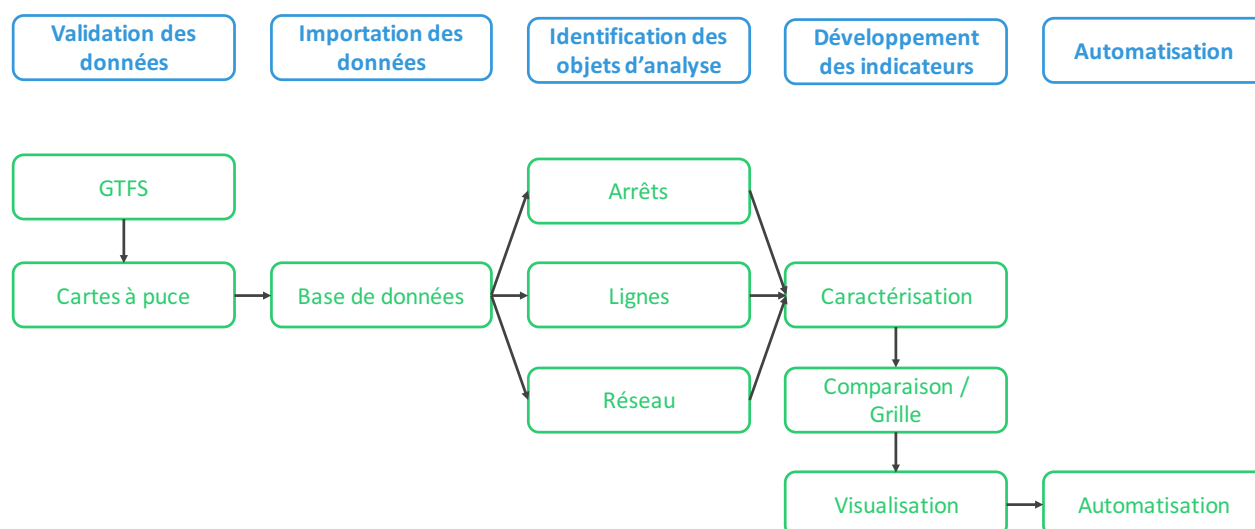 Validation des
données
Importation des
données
Identification des
objets d'analyse
Développement
des indicateurs
Automatisation
GTFS
Arrêts
Cartes à puce
Base de données
Lignes
Caractérisation
Réseau
Comparaison /
Grille
Visualisation
Automatisation